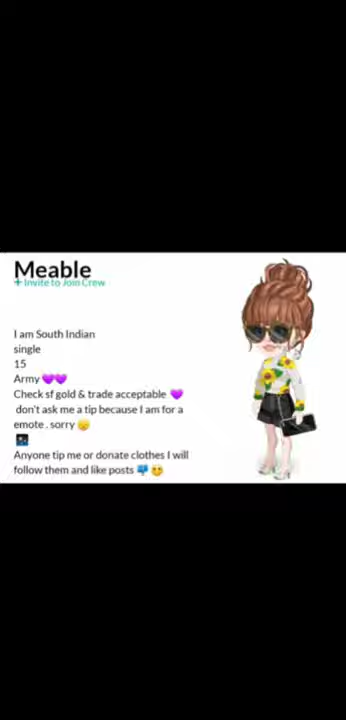 Meable
+ Invite to Join Crew
I am South Indian
single
15
Army 💜💜
Check sf gold & trade acceptable 💜
don't ask me a tip because I am for a
emote . sorry 😞
Anyone tip me or donate clothes I will
follow them and like posts